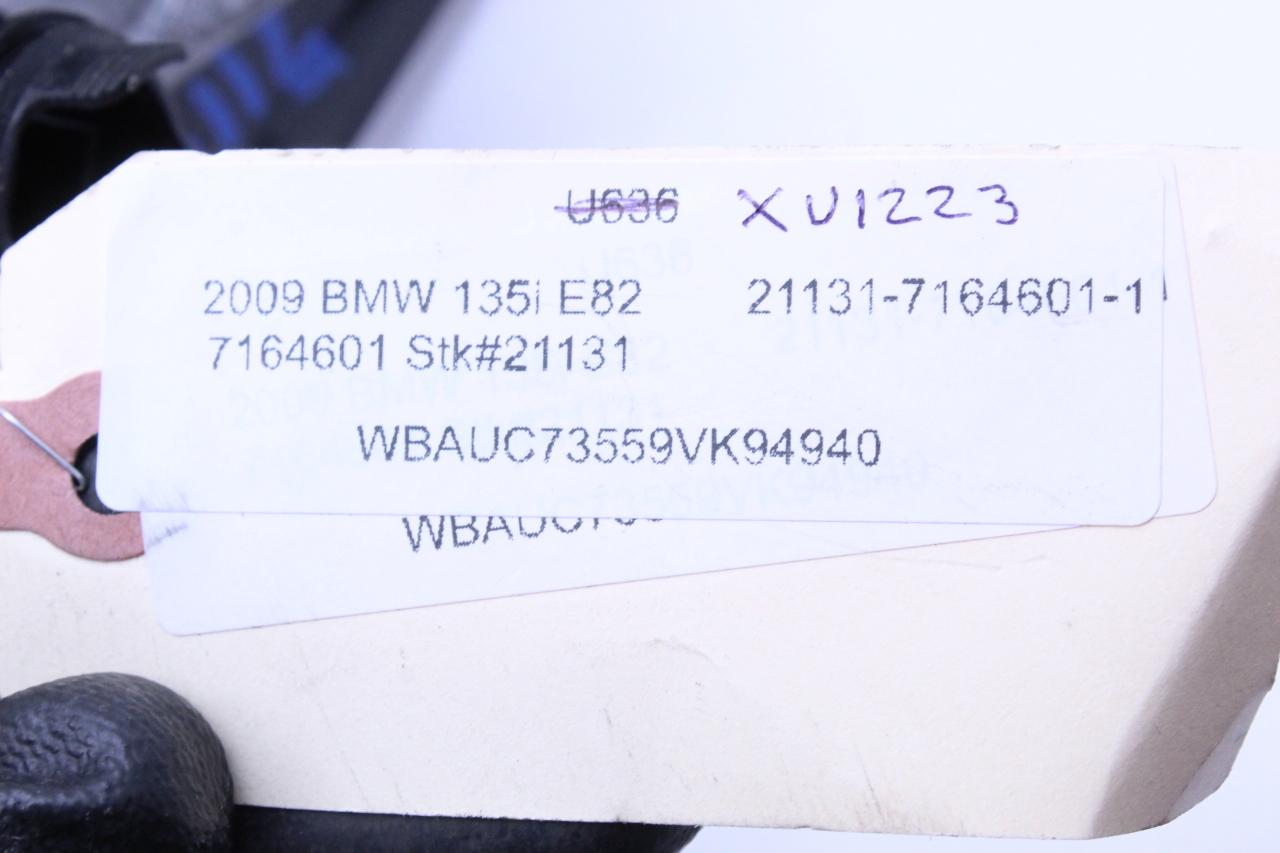 U636 XU1223
2009 BMW 135i E82 21131-7164601-1
7164601 Stk#21131
WBAUC73559VK94940